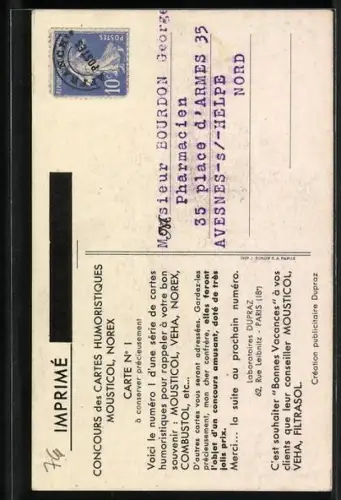 IMPRIMÉ
CONCOURS des CARTES HUMORISTIQUES
MOUSTICOL, NOREX
CARTE N° 1
à conserver précieusement
Voici le numéro 1 d'une série de cartes
humoristiques pour rappeler à votre bon
souvenir : MOUSTICOL, VEHA, NOREX,
COMBUSTOL, etc...
D'autres cartes vous seront adressées. Gardez-les
précieusement, mon cher confrère, elles feront
l'objet d'un concours amusant, doté de très
jolis prix.
Merci... la suite au prochain numéro.
Laboratoires DUPRAZ
62, Rue Leibnitz - PARIS (18e)
C'est souhaiter "Bonnes Vacances" à vos
clients que leur conseiller MOUSTICOL,
VEHA, FILTRASOL.
Création publicitaire Dupraz
POSTES
10
Monsieur BOURDON George
Pharmacien
35 place d'ARMES 35
AVESNES-s/-HELPE
NORD